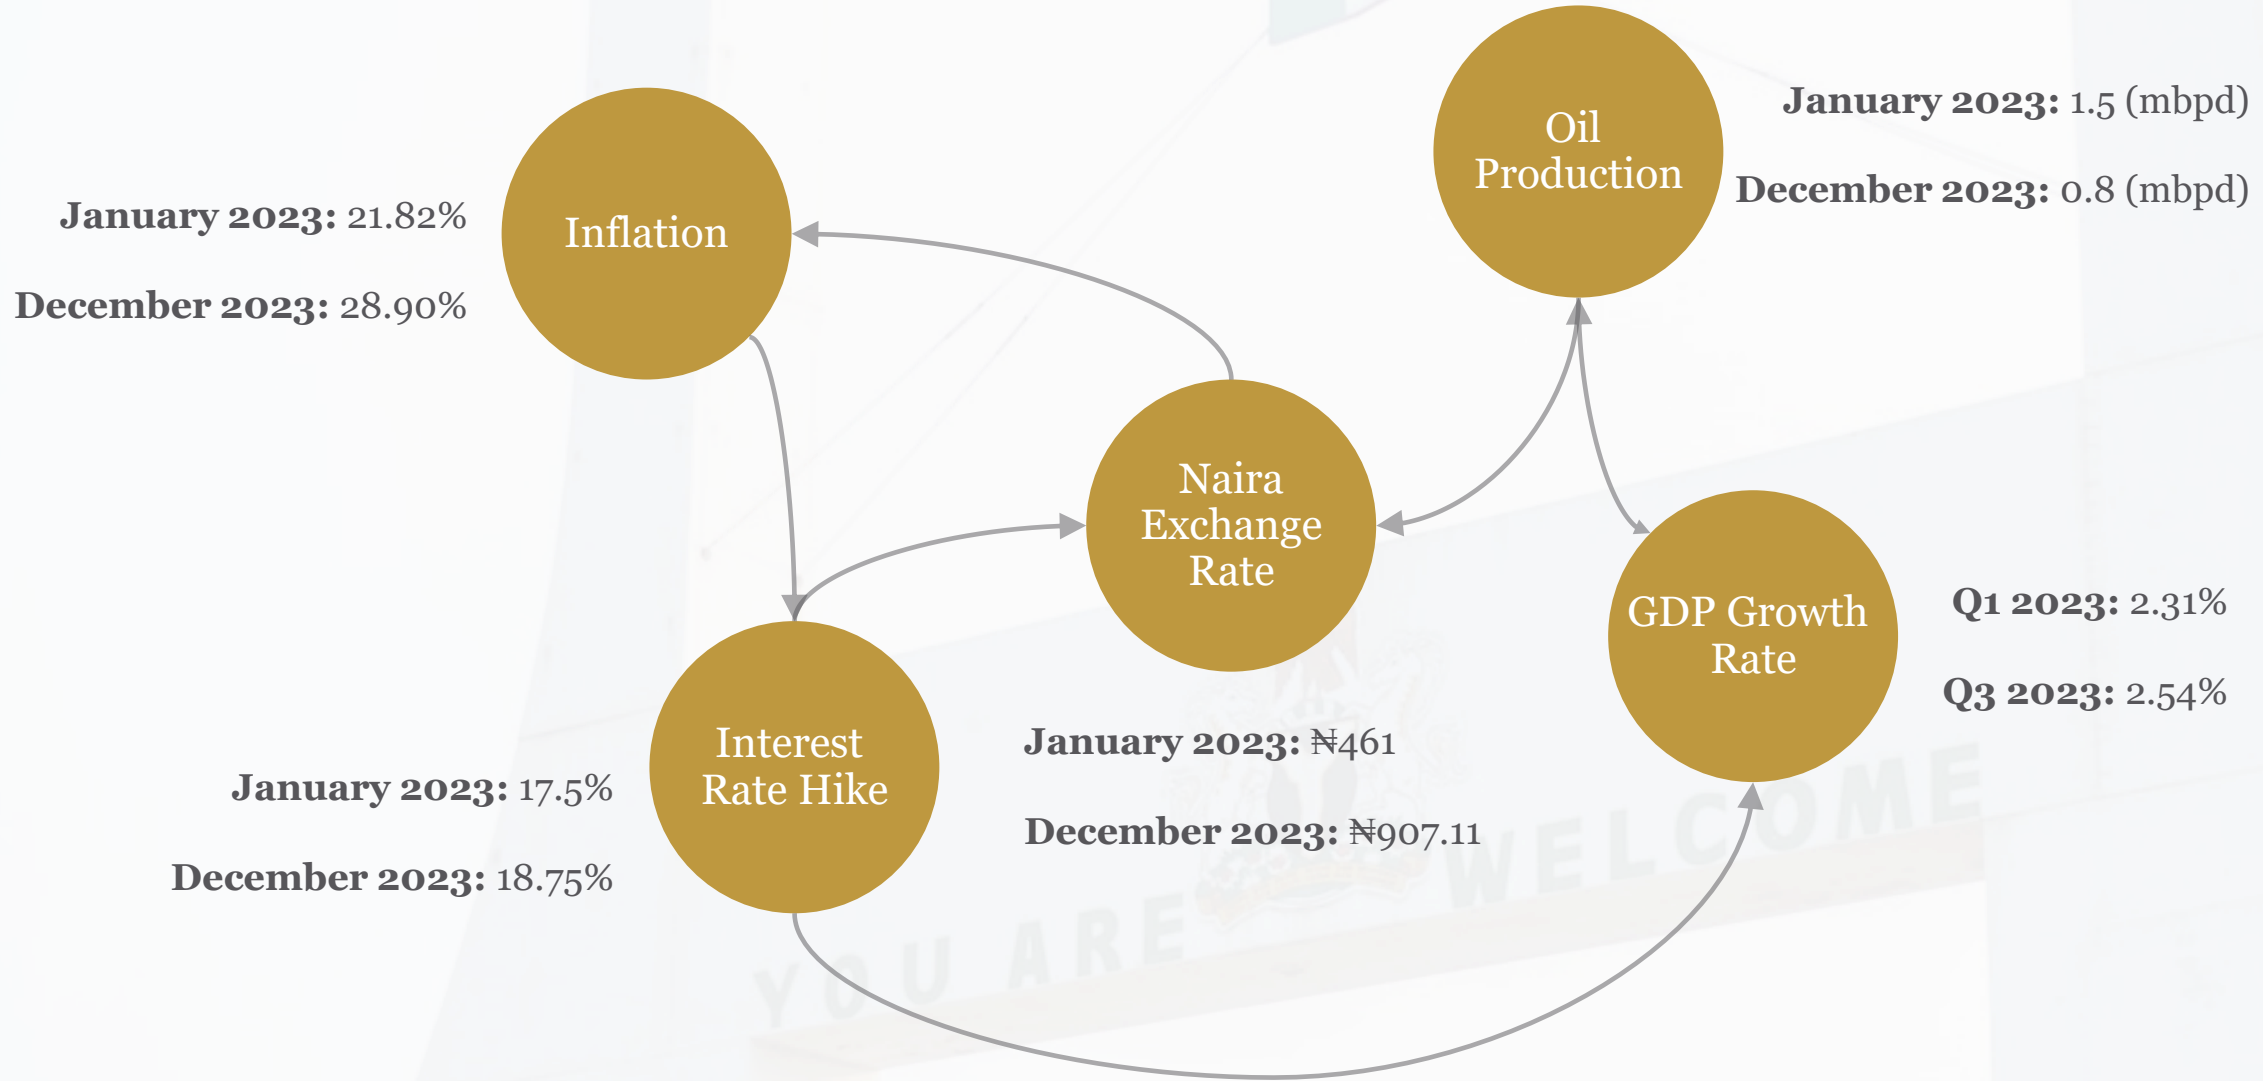 Oil
Production
January 2023: 1.5 (mbpd)
December 2023: 0.8 (mbpd)
Inflation
January 2023: 21.82%
December 2023: 28.90%
Naira
Exchange
Rate
January 2023: ₦461
December 2023: ₦907.11
GDP Growth
Rate
Q1 2023: 2.31%
Q3 2023: 2.54%
Interest
Rate Hike
January 2023: 17.5%
December 2023: 18.75%
YOU ARE WELCOME